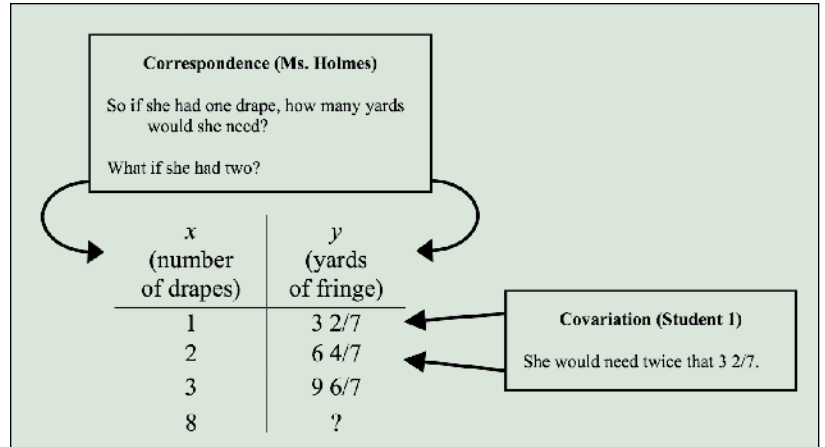 Correspondence (Ms. Holmes)
So if she had one drape, how many yards
would she need?
What if she had two?
x y
(number (yards
of drapes) of fringe)
1 3 2/7
2 6 4/7
3 9 6/7
8 ?
Covariation (Student 1)
She would need twice that 3 2/7.